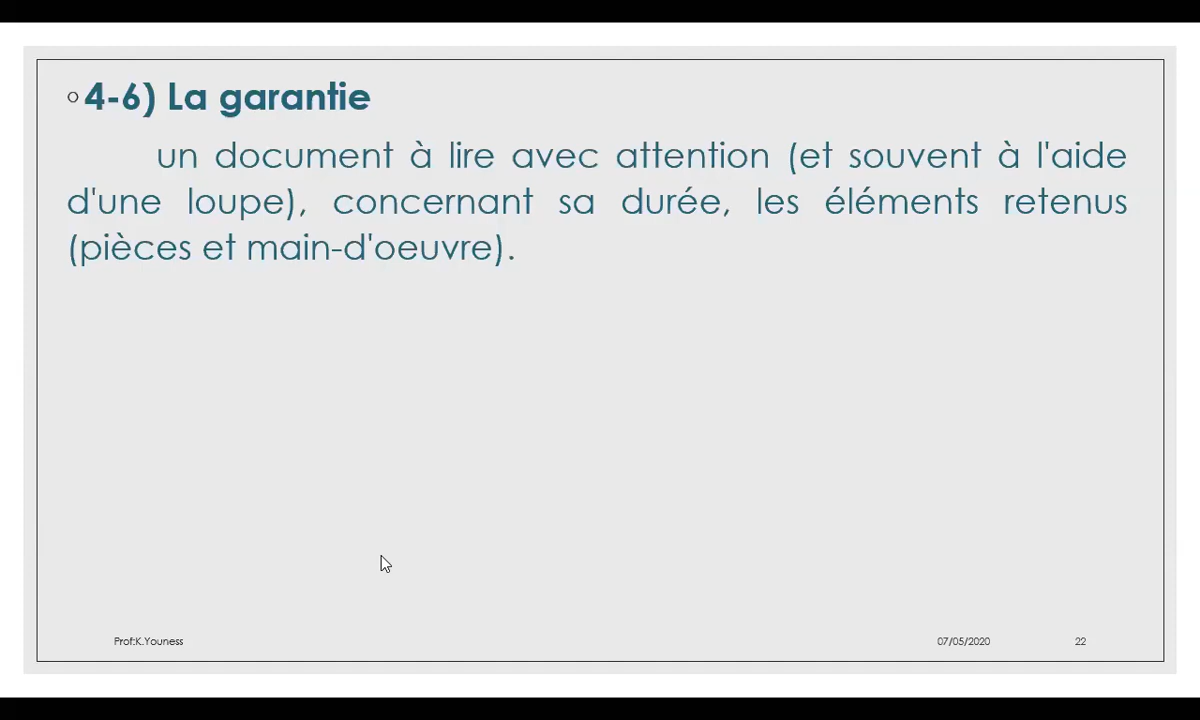 ◦ 4-6) La garantie
un document à lire avec attention (et souvent à l'aide
d'une loupe), concernant sa durée, les éléments retenus
(pièces et main-d'oeuvre).
Prof:K.Youness 07/05/2020 22